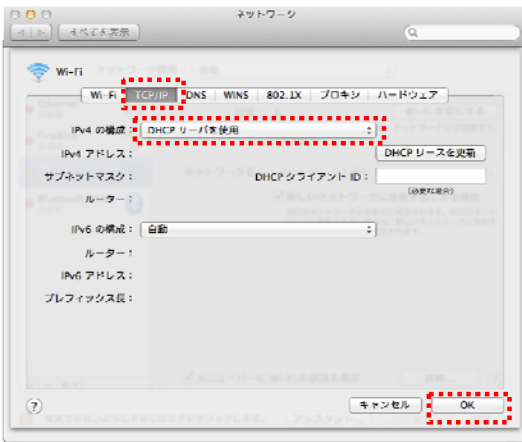 ネットワーク
すべてを表示
Wi-Fi
Wi-Fi TCP/IP DNS WINS 802.1X プロキシ ハードウェア
IPv4 の構成： DHCP サーバを使用
IPv4 アドレス： DHCP リースを更新
サブネットマスク： DHCP クライアント ID：
ルーター： (必要な場合)
IPv6 の構成： 自動
ルーター：
IPv6 アドレス：
プレフィックス長：
? キャンセル OK